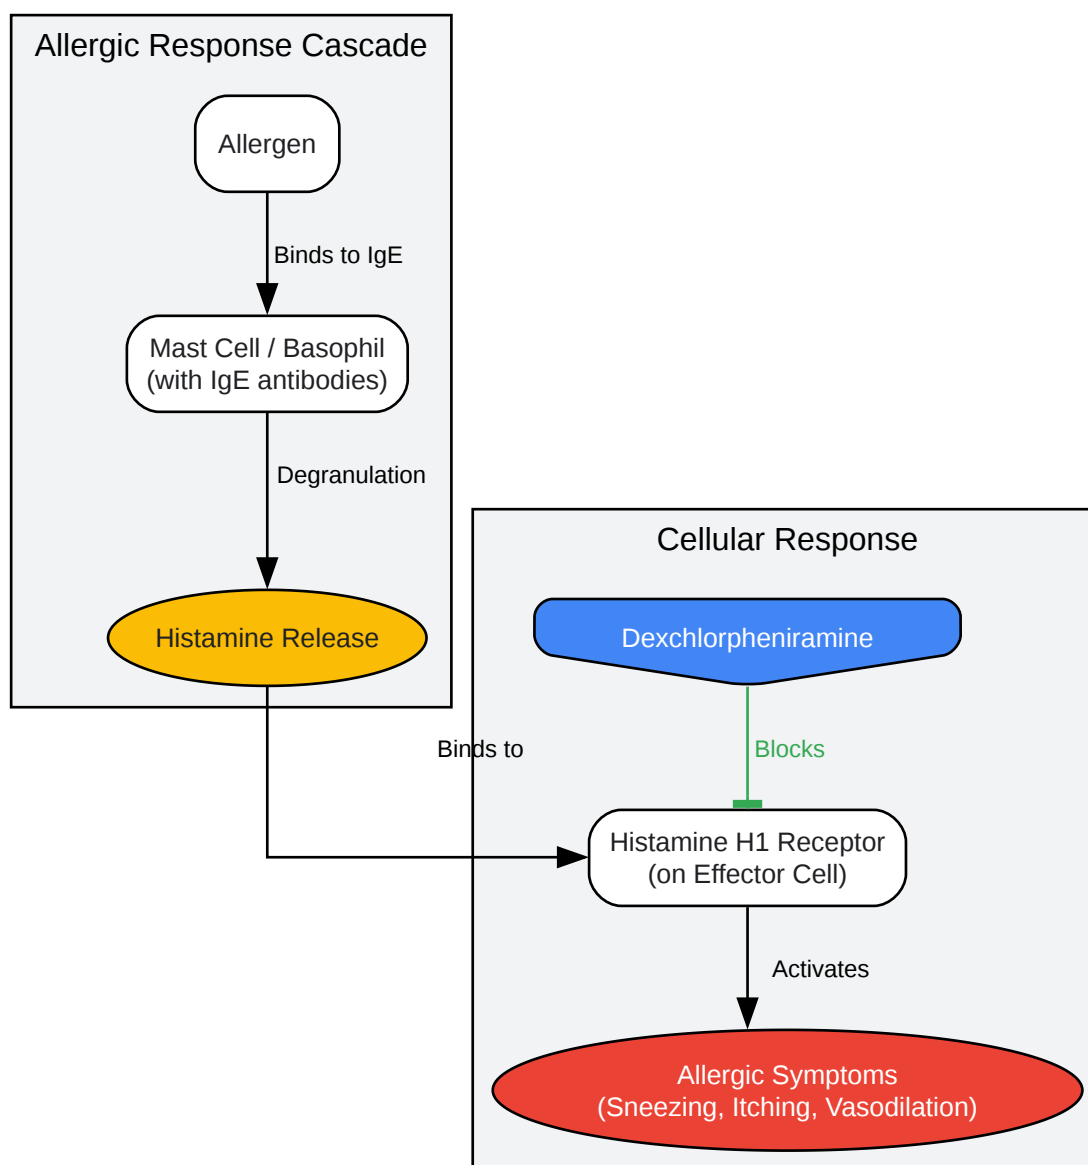 Allergic Response Cascade
Allergen
Binds to IgE
Mast Cell / Basophil
(with IgE antibodies)
Degranulation
Histamine Release
Cellular Response
Dexchlorpheniramine
Binds to
Blocks
Histamine H1 Receptor
(on Effector Cell)
Activates
Allergic Symptoms
(Sneezing, Itching, Vasodilation)